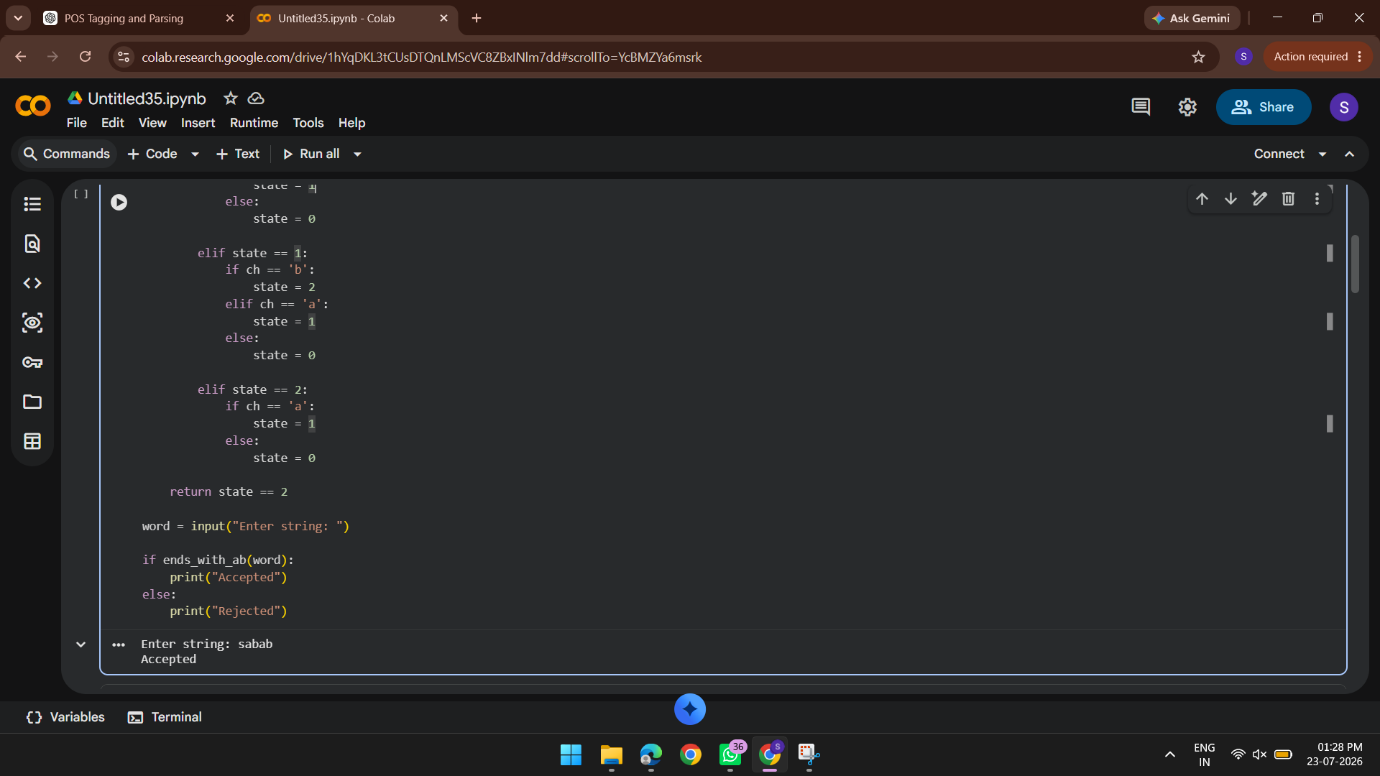 POS Tagging and Parsing
Untitled35.ipynb - Colab
Ask Gemini
colab.research.google.com/drive/1hYqDKL3tCUsDTQnLMScVC8ZBxlNlm7dd#scrollTo=YcBMZYa6msrk
S
Action required
Untitled35.ipynb
File Edit View Insert Runtime Tools Help
Share
S
Commands + Code + Text Run all
Connect
[ ]
state = 1
else:
state = 0
elif state == 1:
if ch == 'b':
state = 2
elif ch == 'a':
state = 1
else:
state = 0
elif state == 2:
if ch == 'a':
state = 1
else:
state = 0
return state == 2
word = input("Enter string: ")
if ends_with_ab(word):
print("Accepted")
else:
print("Rejected")
Enter string: sabab
Accepted
Variables
Terminal
36
S
ENG
IN
01:28 PM
23-07-2026